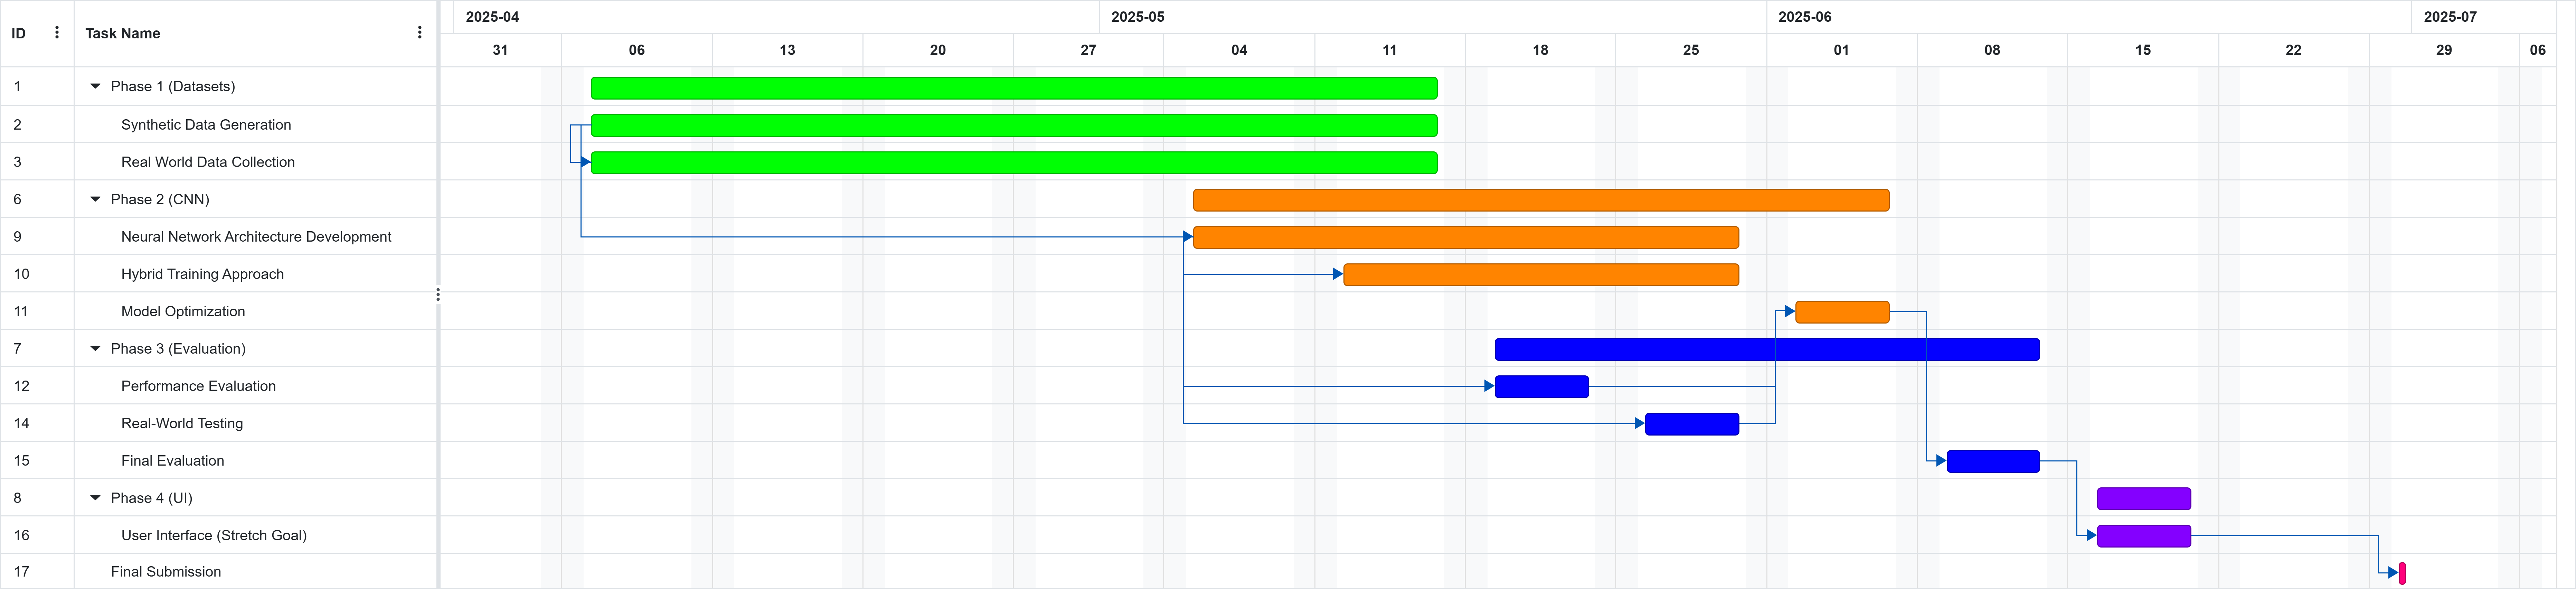 ID Task Name 2025-04 2025-05 2025-06 2025-07
31 06 13 20 27 04 11 18 25 01 08 15 22 29 06
1 Phase 1 (Datasets)
2 Synthetic Data Generation
3 Real World Data Collection
6 Phase 2 (CNN)
9 Neural Network Architecture Development
10 Hybrid Training Approach
11 Model Optimization
7 Phase 3 (Evaluation)
12 Performance Evaluation
14 Real-World Testing
15 Final Evaluation
8 Phase 4 (UI)
16 User Interface (Stretch Goal)
17 Final Submission